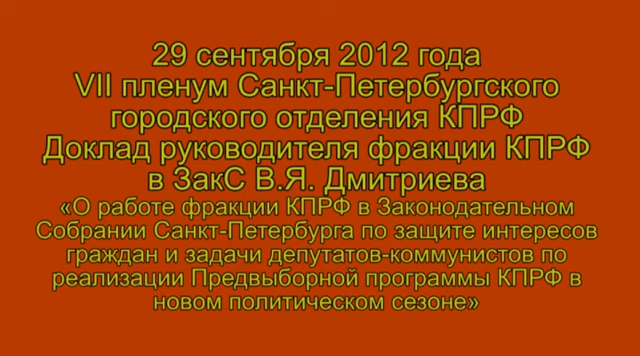 29 сентября 2012 года
VII пленум Санкт-Петербургского
городского отделения КПРФ
Доклад руководителя фракции КПРФ
в ЗакС В.Я. Дмитриева
«О работе фракции КПРФ в Законодательном
Собрании Санкт-Петербурга по защите интересов
граждан и задачи депутатов-коммунистов по
реализации Предвыборной программы КПРФ в
новом политическом сезоне»